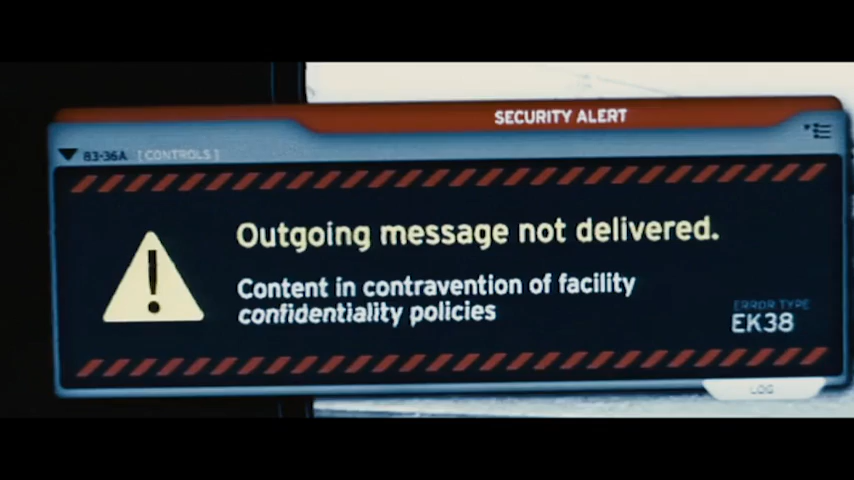 SECURITY ALERT
83-36A [CONTROLS]
Outgoing message not delivered.
Content in contravention of facility
confidentiality policies
ERROR TYPE
EK38
LOG